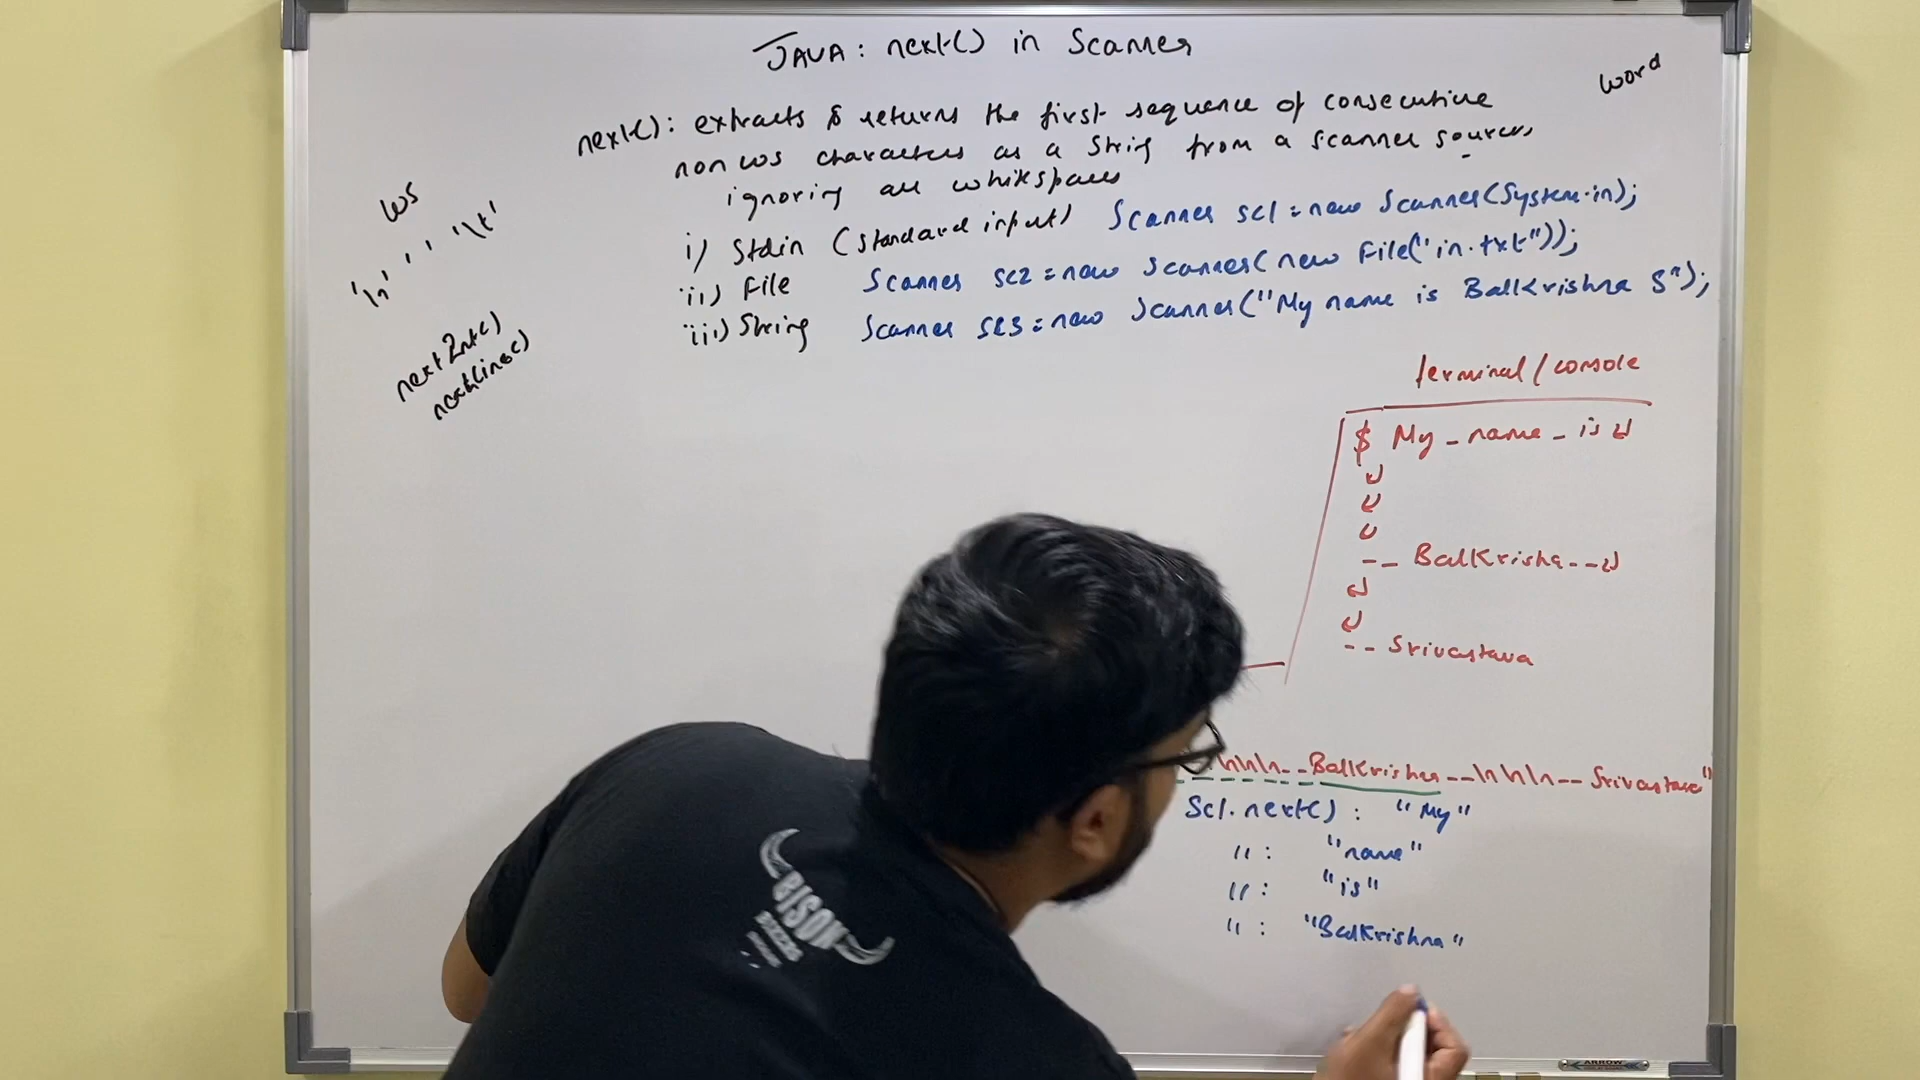 JAVA: next() in Scanner
word
next(): extracts & returns the first sequence of consecutive
non ws characters as a string from a scanner source,
ignoring all whitespaces
ws
'\n' ' ' '\t'
nextInt()
nextLine()
i) Stdin (standard input) Scanner sc1 = new Scanner(System.in);
ii) File Scanner sc2 = new Scanner(new File("in.txt"));
iii) String Scanner sc3 = new Scanner("My name is BalKrishna S");
terminal/console
$ My _ name _ is ↵
↵
↵
↵
_ _ BalKrisha _ _ ↵
↵
↵
_ _ Srivastava
\n\n\n _ _ BalKrishna _ _ \n\n\n _ _ Srivastava"
Sc1.next() : "My"
" : "name"
" : "is"
" : "BalKrishna"
BISON
ARROW